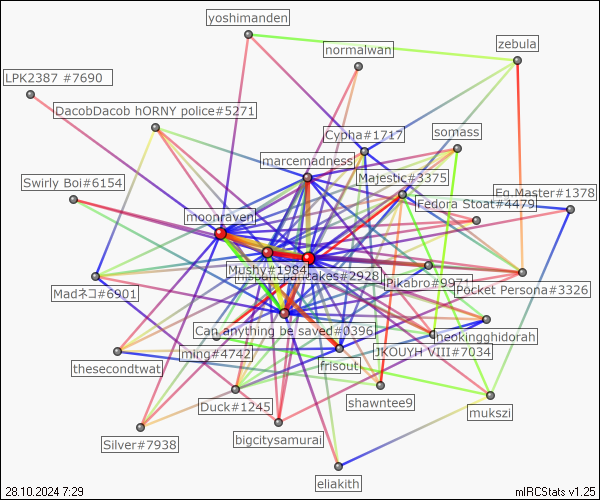 yoshimanden
normalwan
zebula
LPK2387 #7690
DacobDacob hORNY police#5271
Cypha#1717
somass
marcemadness
Majestic#3375
Swirly Boi#6154
Eg Master#1378
Fedora Stoat#4479
moonraven
Mushy#1984
cakes#2928
Pikabro#9971
Madネコ#6901
Pocket Persona#3326
Can anything be saved#0396
neokingghidorah
ming#4742
JKOUYH VIII#7034
thesecondtwat
frisout
Duck#1245
shawntee9
mukszi
Silver#7938
bigcitysamurai
eliakith
28.10.2024 7:29
mIRCStats v1.25